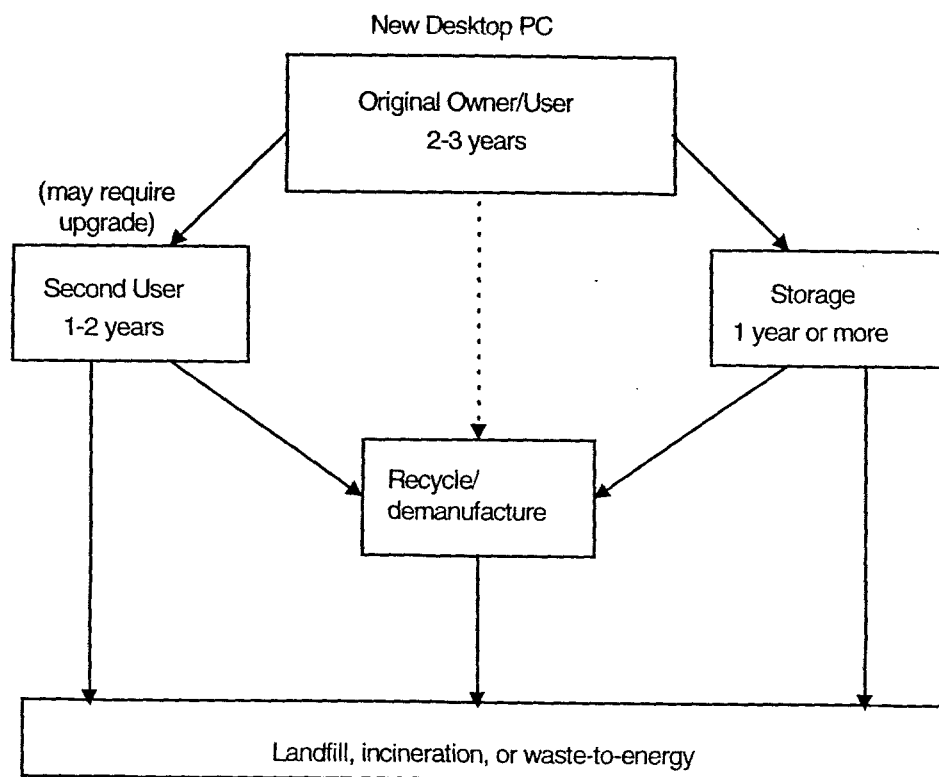 New Desktop PC
Original Owner/User
2-3 years
(may require
upgrade)
Second User
1-2 years
Storage
1 year or more
Recycle/
demanufacture
Landfill, incineration, or waste-to-energy